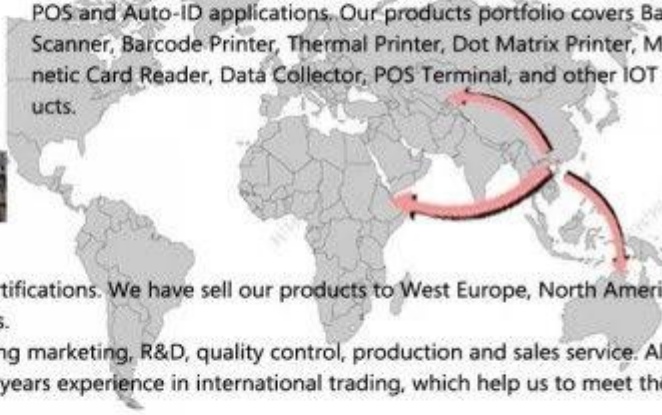 POS and Auto-ID applications. Our products portfolio covers Ba
Scanner, Barcode Printer, Thermal Printer, Dot Matrix Printer, M
netic Card Reader, Data Collector, POS Terminal, and other IOT
ucts.
rtifications. We have sell our products to West Europe, North Ameri
s.
ng marketing, R&D, quality control, production and sales service. Al
years experience in international trading, which help us to meet the